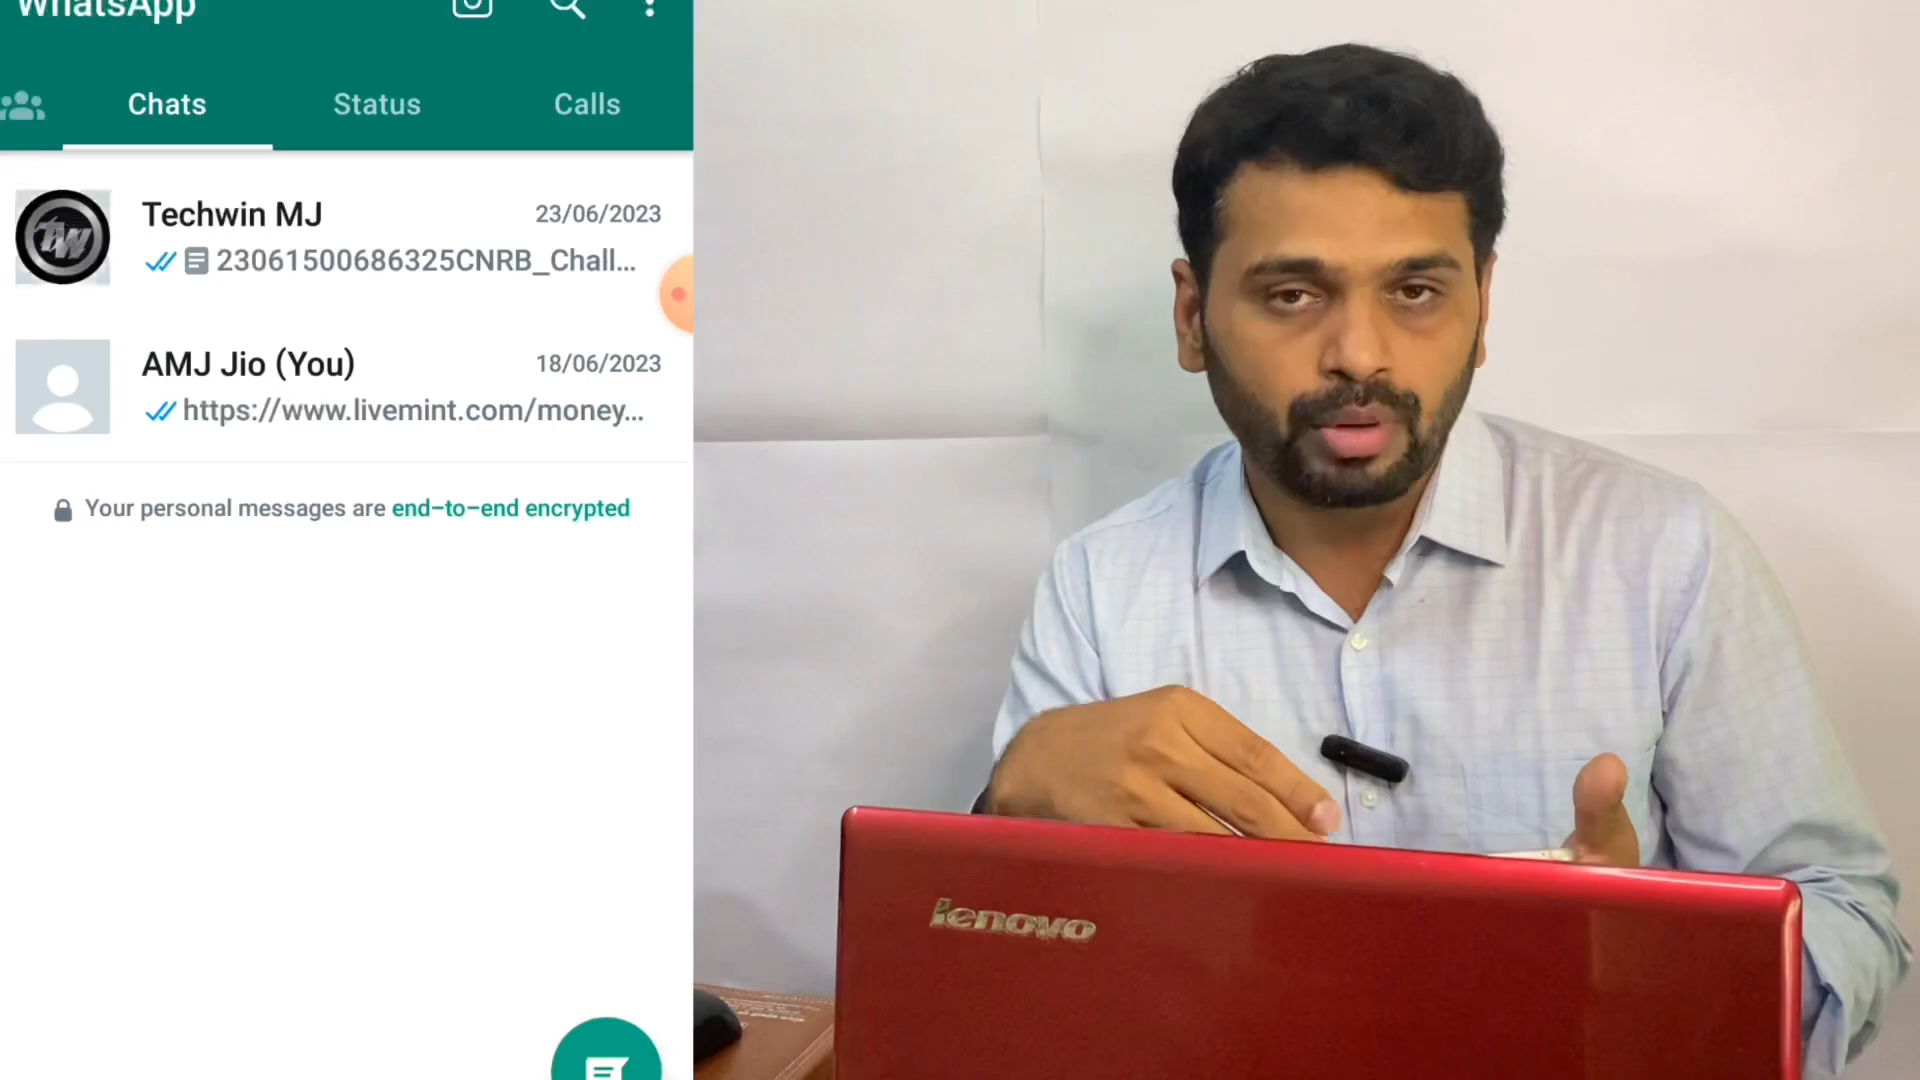 WhatsApp
Chats Status Calls
Techwin MJ 23/06/2023
23061500686325CNRB_Chall...
AMJ Jio (You) 18/06/2023
https://www.livemint.com/money...
Your personal messages are end-to-end encrypted
lenovo